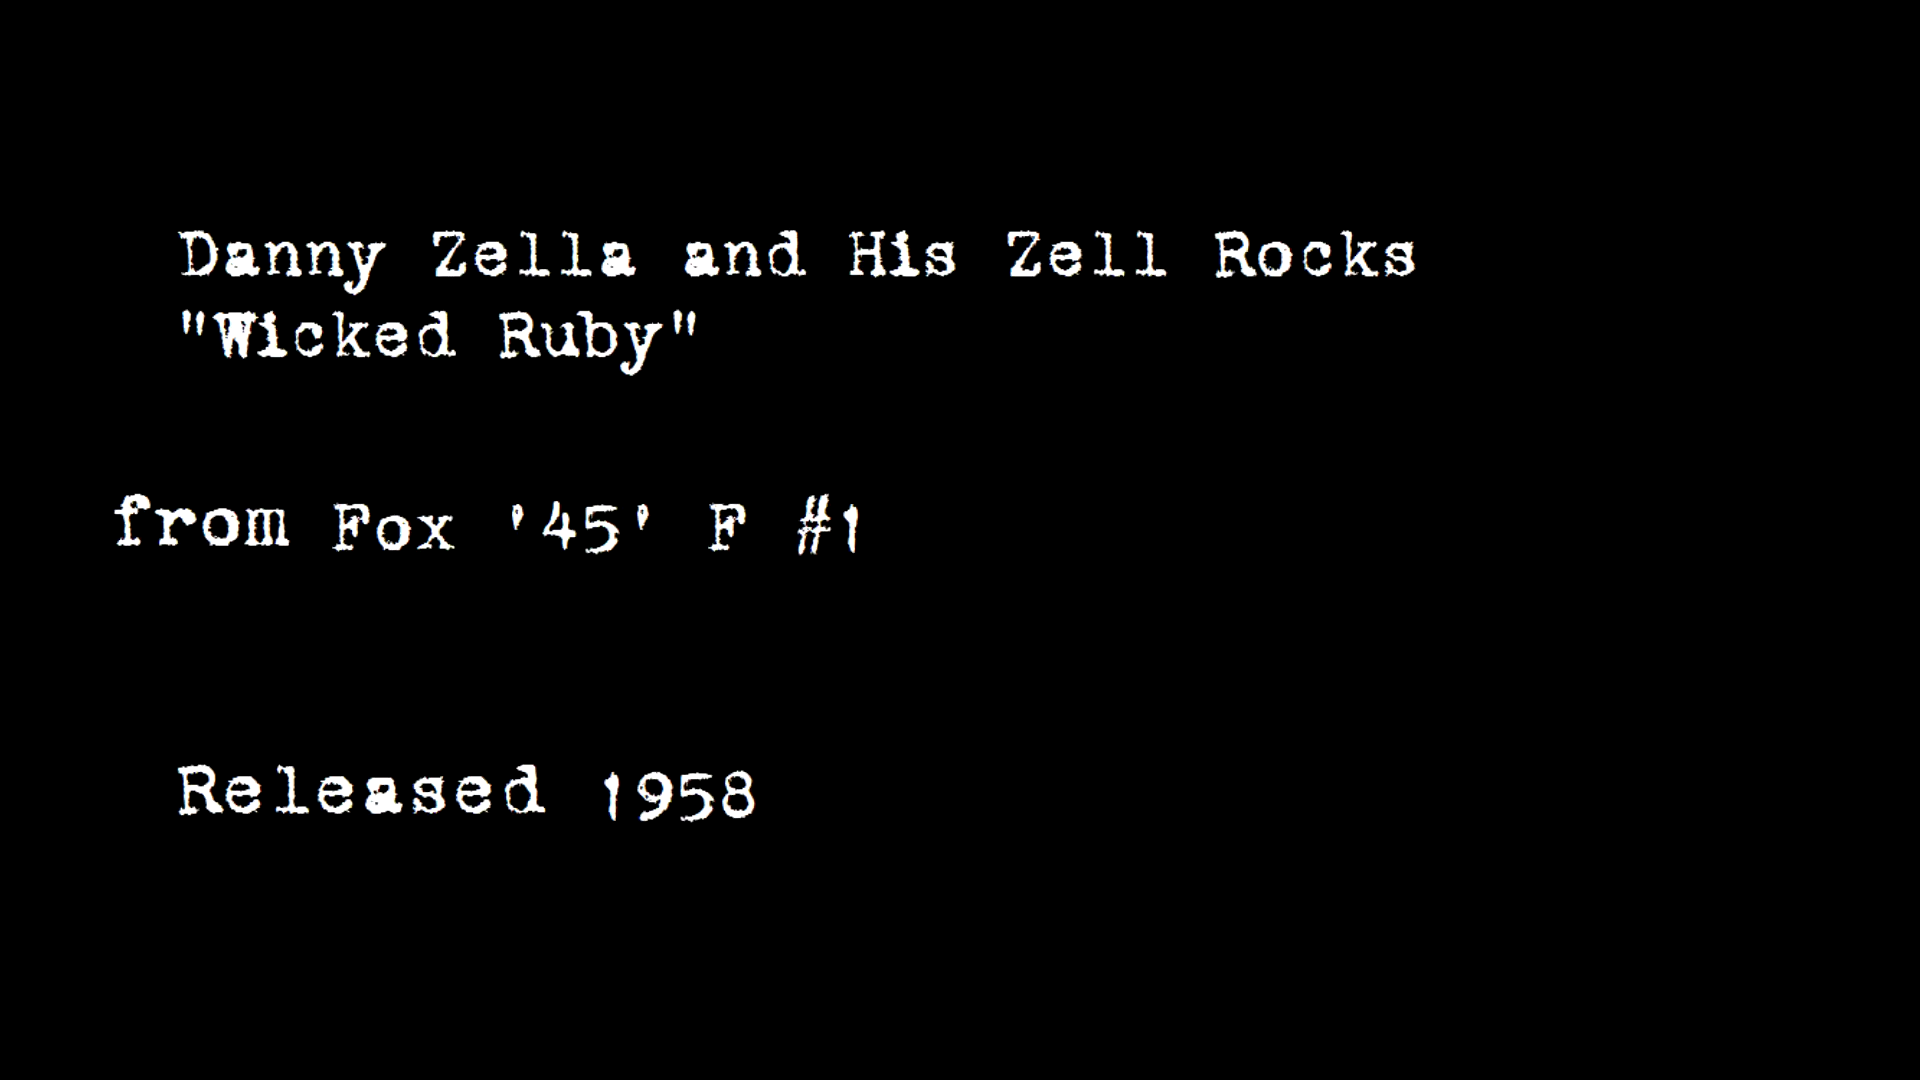 Danny Zella and His Zell Rocks
"Wicked Ruby"
from Fox '45' F #1
Released 1958